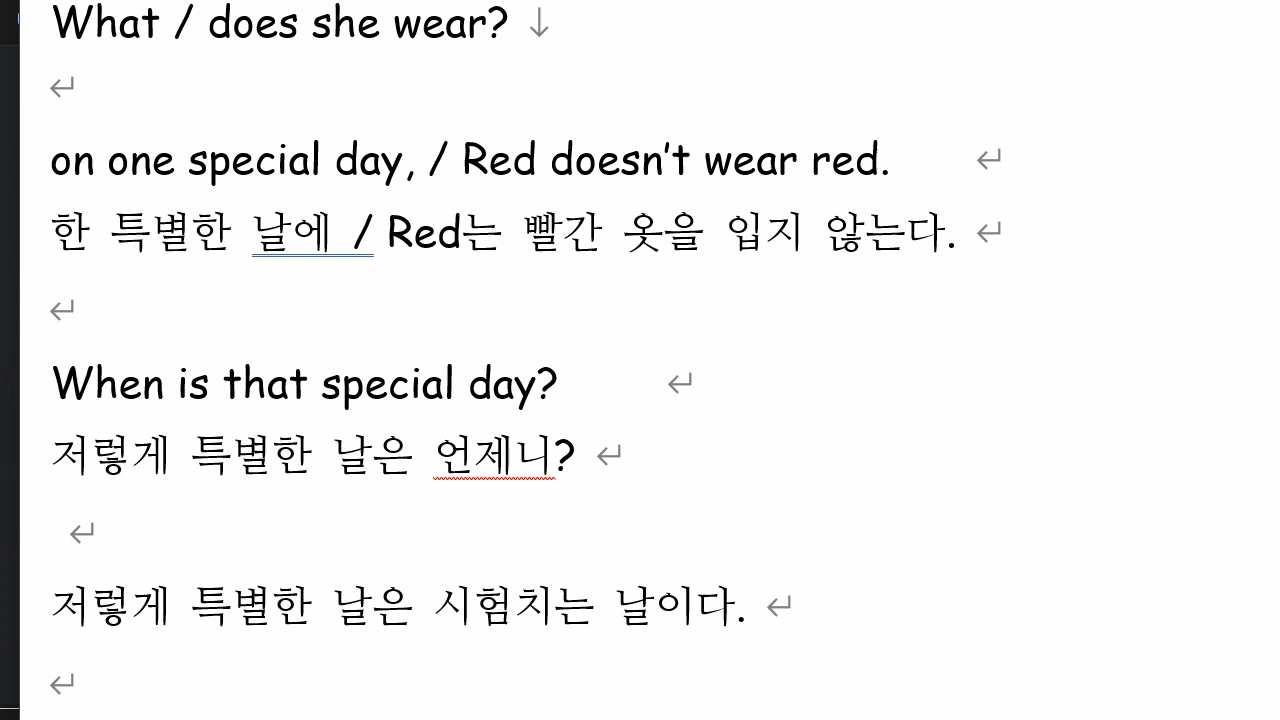 What / does she wear?
on one special day, / Red doesn't wear red.
한 특별한 날에 / Red는 빨간 옷을 입지 않는다.
When is that special day?
저렇게 특별한 날은 언제니?
저렇게 특별한 날은 시험치는 날이다.